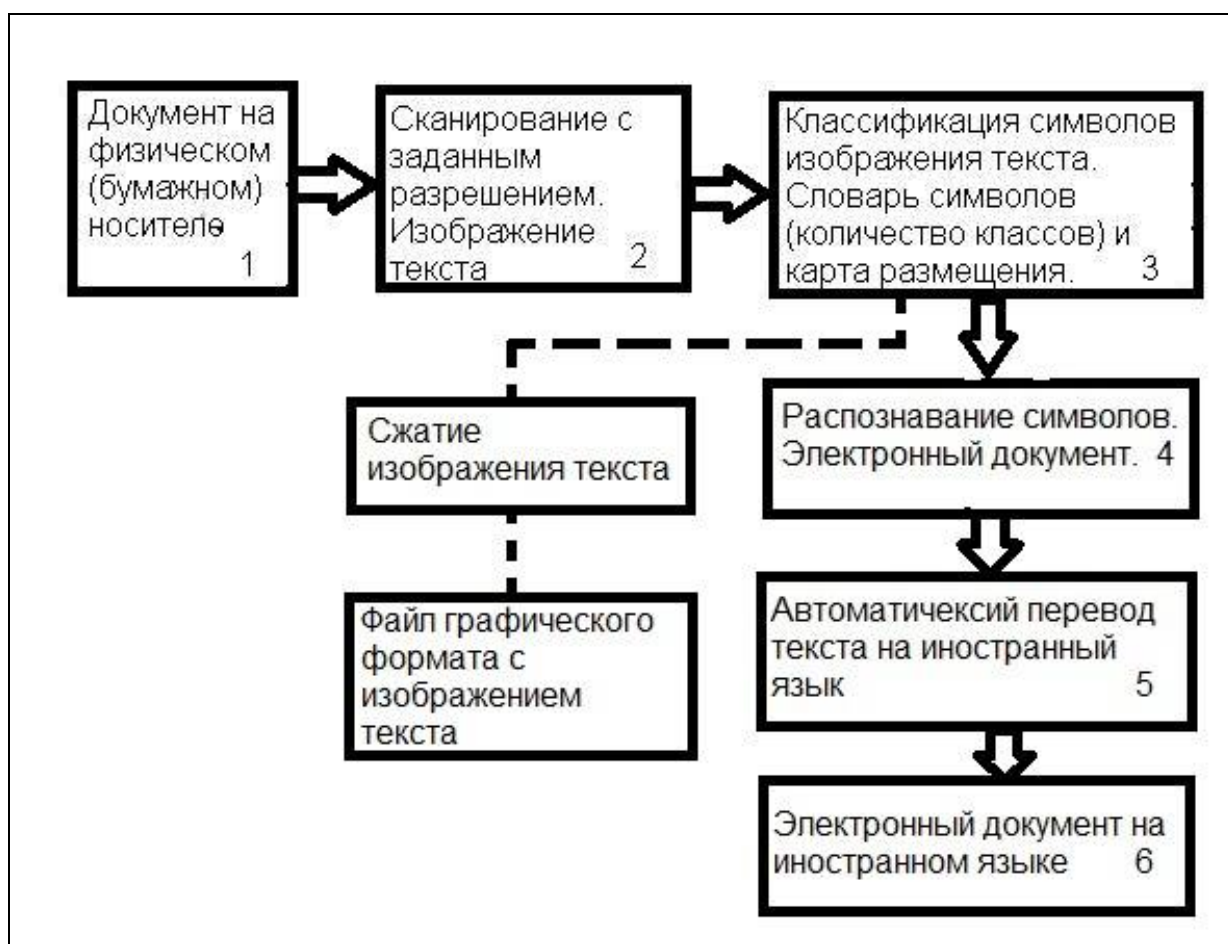 Документ на
физическом
(бумажном)
носителе
1
Сканирование с
заданным
разрешением.
Изображение
текста 2
Классификация символов
изображения текста.
Словарь символов
(количество классов) и
карта размещения. 3
Распознавание символов.
Электронный документ. 4
Сжатие
изображения текста
Файл графического
формата с
изображением
текста
Автоматичексий перевод
текста на иностранный
язык 5
Электронный документ на
иностранном языке 6